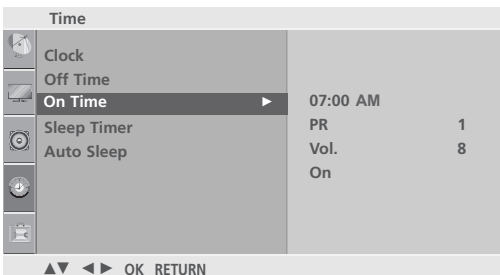 Time
Clock
Off Time
On Time ►
Sleep Timer
Auto Sleep
07:00 AM
PR 1
Vol. 8
On
▲▼ ◄► OK RETURN